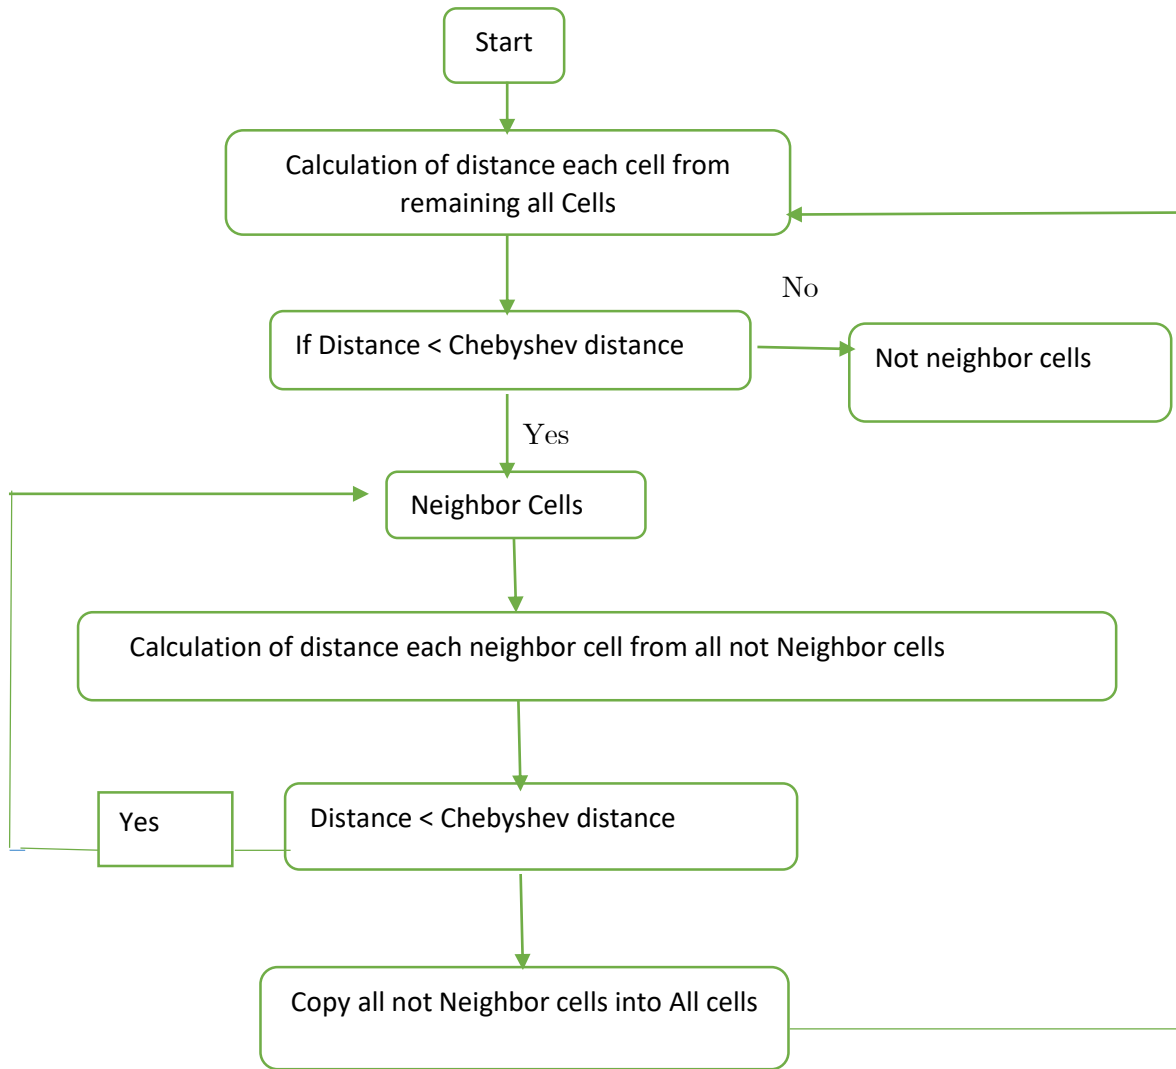 Start
Calculation of distance each cell from
remaining all Cells
No
If Distance < Chebyshev distance
Not neighbor cells
Yes
Neighbor Cells
Calculation of distance each neighbor cell from all not Neighbor cells
Yes
Distance < Chebyshev distance
Copy all not Neighbor cells into All cells